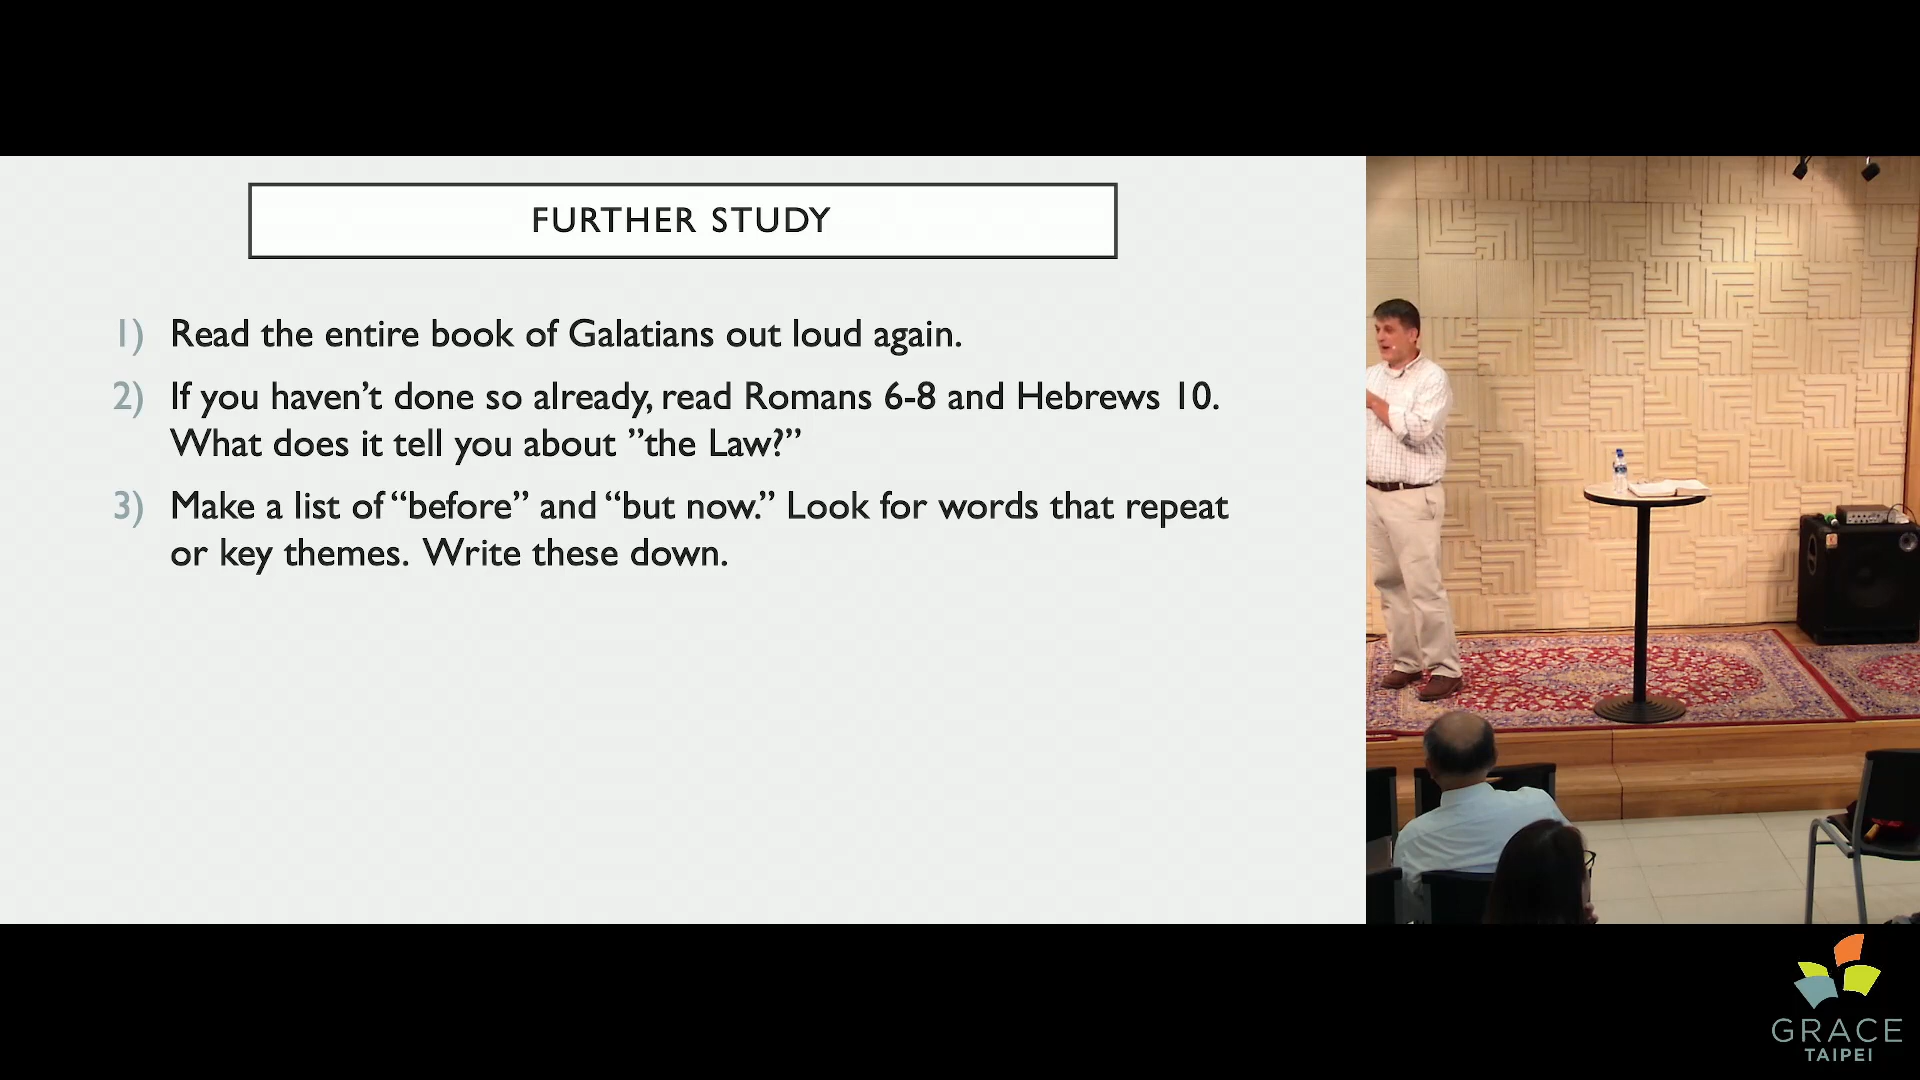 FURTHER STUDY
1) Read the entire book of Galatians out loud again.
2) If you haven’t done so already, read Romans 6-8 and Hebrews 10.
What does it tell you about ”the Law?”
3) Make a list of “before” and “but now.” Look for words that repeat
or key themes. Write these down.
GRACE
TAIPEI